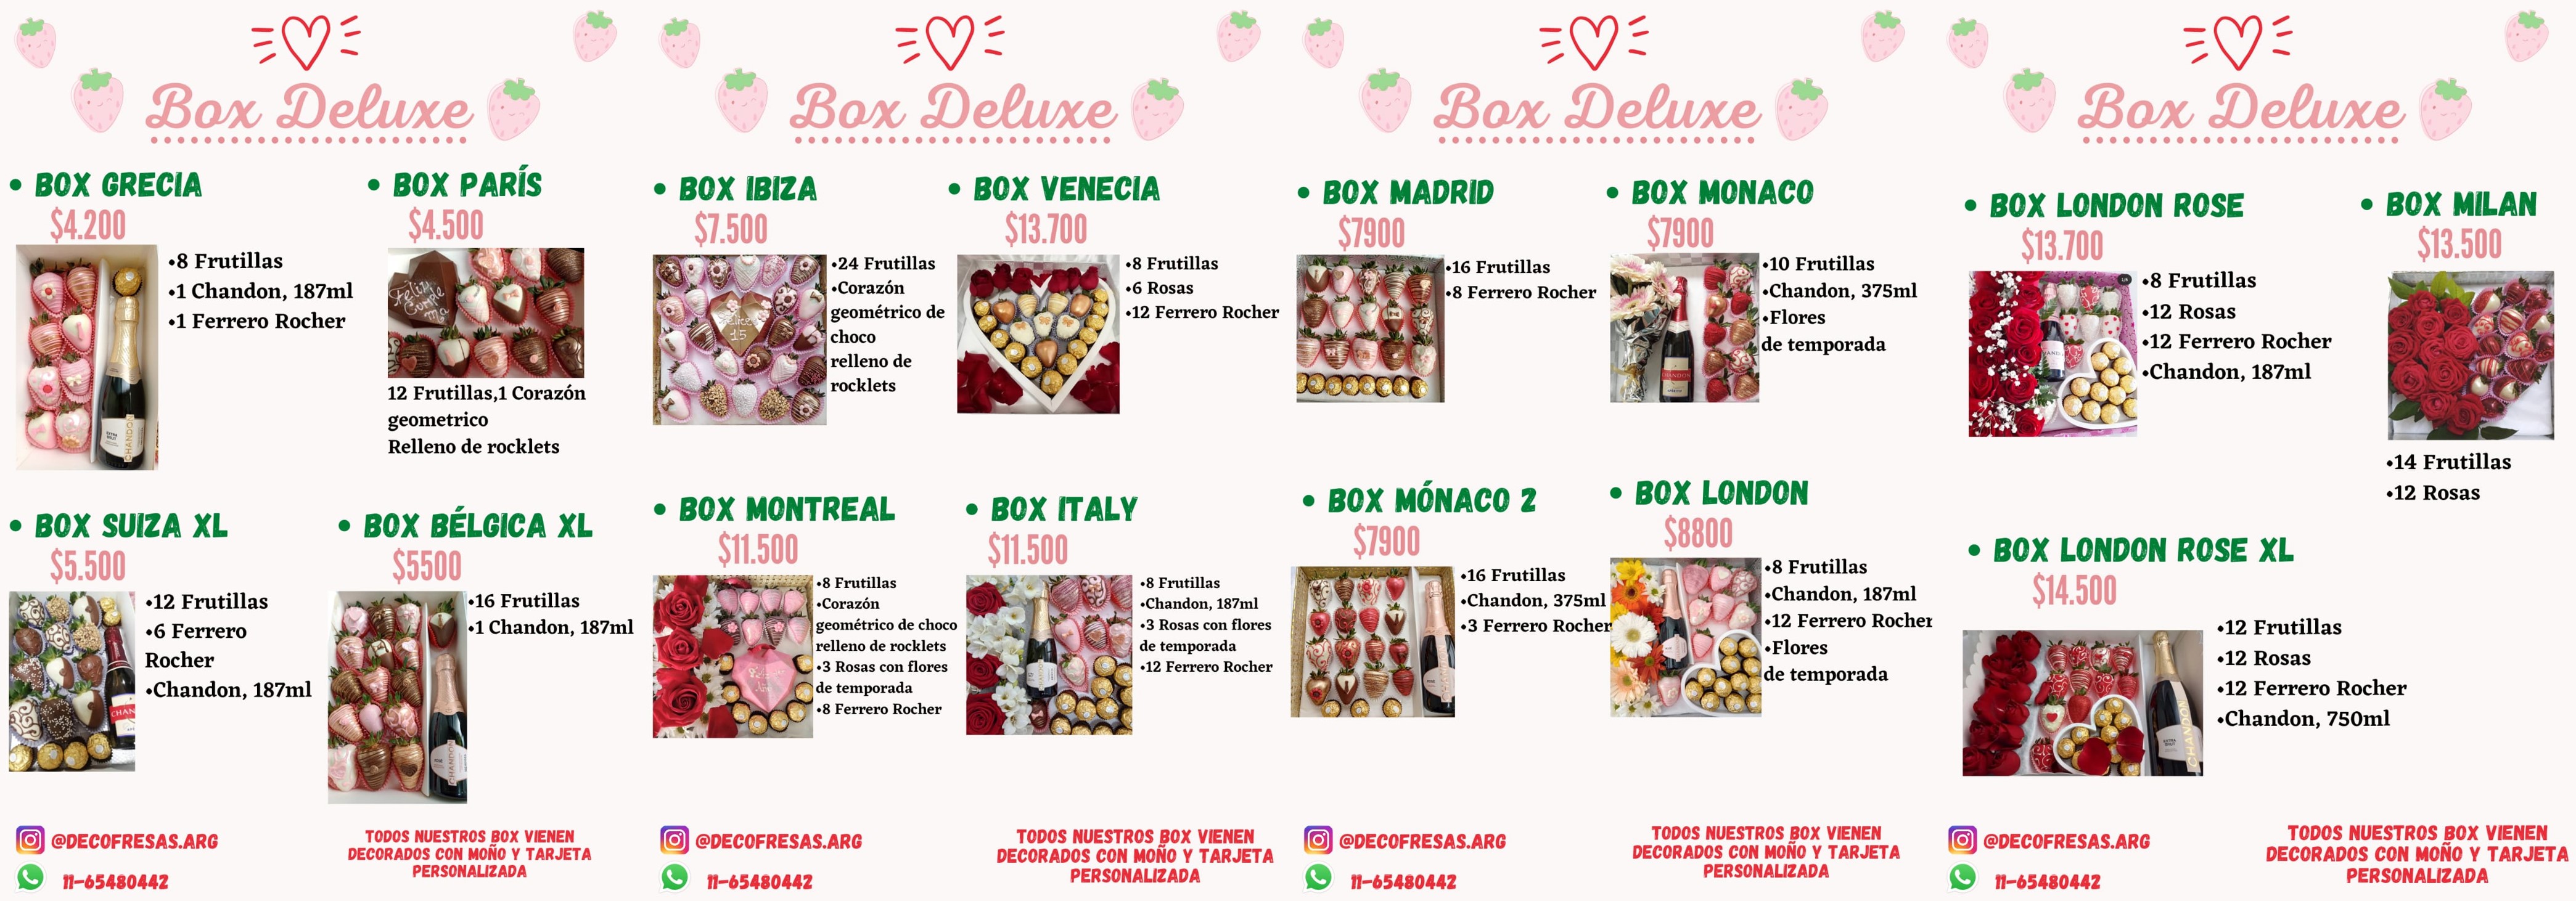 Box Deluxe
• BOX GRECIA
$4.200
•8 Frutillas
•1 Chandon, 187ml
•1 Ferrero Rocher
• BOX PARÍS
$4.500
Feliz
Cumple
Ma
12 Frutillas,1 Corazón
geometrico
Relleno de rocklets
• BOX SUIZA XL
$5.500
•12 Frutillas
•6 Ferrero
Rocher
•Chandon, 187ml
• BOX BÉLGICA XL
$5500
•16 Frutillas
•1 Chandon, 187ml
@DECOFRESAS.ARG
11-65480442
TODOS NUESTROS BOX VIENEN
DECORADOS CON MOÑO Y TARJETA
PERSONALIZADA
Box Deluxe
• BOX IBIZA
$7.500
Felices
15
•24 Frutillas
•Corazón
geométrico de
choco
relleno de
rocklets
• BOX VENECIA
$13.700
•8 Frutillas
•6 Rosas
•12 Ferrero Rocher
• BOX MONTREAL
$11.500
•8 Frutillas
•Corazón
geométrico de choco
relleno de rocklets
•3 Rosas con flores
de temporada
•8 Ferrero Rocher
• BOX ITALY
$11.500
•8 Frutillas
•Chandon, 187ml
•3 Rosas con flores
de temporada
•12 Ferrero Rocher
@DECOFRESAS.ARG
11-65480442
TODOS NUESTROS BOX VIENEN
DECORADOS CON MOÑO Y TARJETA
PERSONALIZADA
Box Deluxe
• BOX MADRID
$7900
•16 Frutillas
•8 Ferrero Rocher
• BOX MONACO
$7900
CHANDON
•10 Frutillas
•Chandon, 375ml
•Flores
de temporada
• BOX MÓNACO 2
$7900
•16 Frutillas
•Chandon, 375ml
•3 Ferrero Rocher
• BOX LONDON
$8800
•8 Frutillas
•Chandon, 187ml
•12 Ferrero Rocher
•Flores
de temporada
@DECOFRESAS.ARG
11-65480442
TODOS NUESTROS BOX VIENEN
DECORADOS CON MOÑO Y TARJETA
PERSONALIZADA
Box Deluxe
• BOX LONDON ROSE
$13.700
•8 Frutillas
•12 Rosas
•12 Ferrero Rocher
•Chandon, 187ml
• BOX MILAN
$13.500
•14 Frutillas
•12 Rosas
• BOX LONDON ROSE XL
$14.500
CHANDON
•12 Frutillas
•12 Rosas
•12 Ferrero Rocher
•Chandon, 750ml
@DECOFRESAS.ARG
11-65480442
TODOS NUESTROS BOX VIENEN
DECORADOS CON MOÑO Y TARJETA
PERSONALIZADA